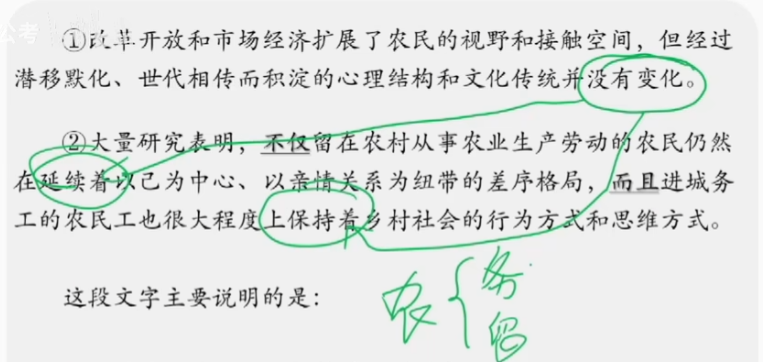 公考
①改革开放和市场经济扩展了农民的视野和接触空间，但经过
潜移默化、世代相传而积淀的心理结构和文化传统并没有变化。
②大量研究表明，不仅留在农村从事农业生产劳动的农民仍然
在延续着以己为中心、以亲情关系为纽带的差序格局，而且进城务
工的农民工也很大程度上保持着乡村社会的行为方式和思维方式。
这段文字主要说明的是：
农
务
留